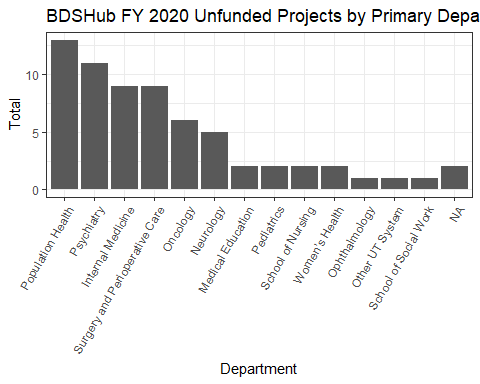 BDSHub FY 2020 Unfunded Projects by Primary Depa
Total
10
5
0
Population Health
Psychiatry
Internal Medicine
Surgery and Perioperative Care
Oncology
Neurology
Medical Education
Pediatrics
School of Nursing
Women's Health
Ophthalmology
Other UT System
School of Social Work
NA
Department